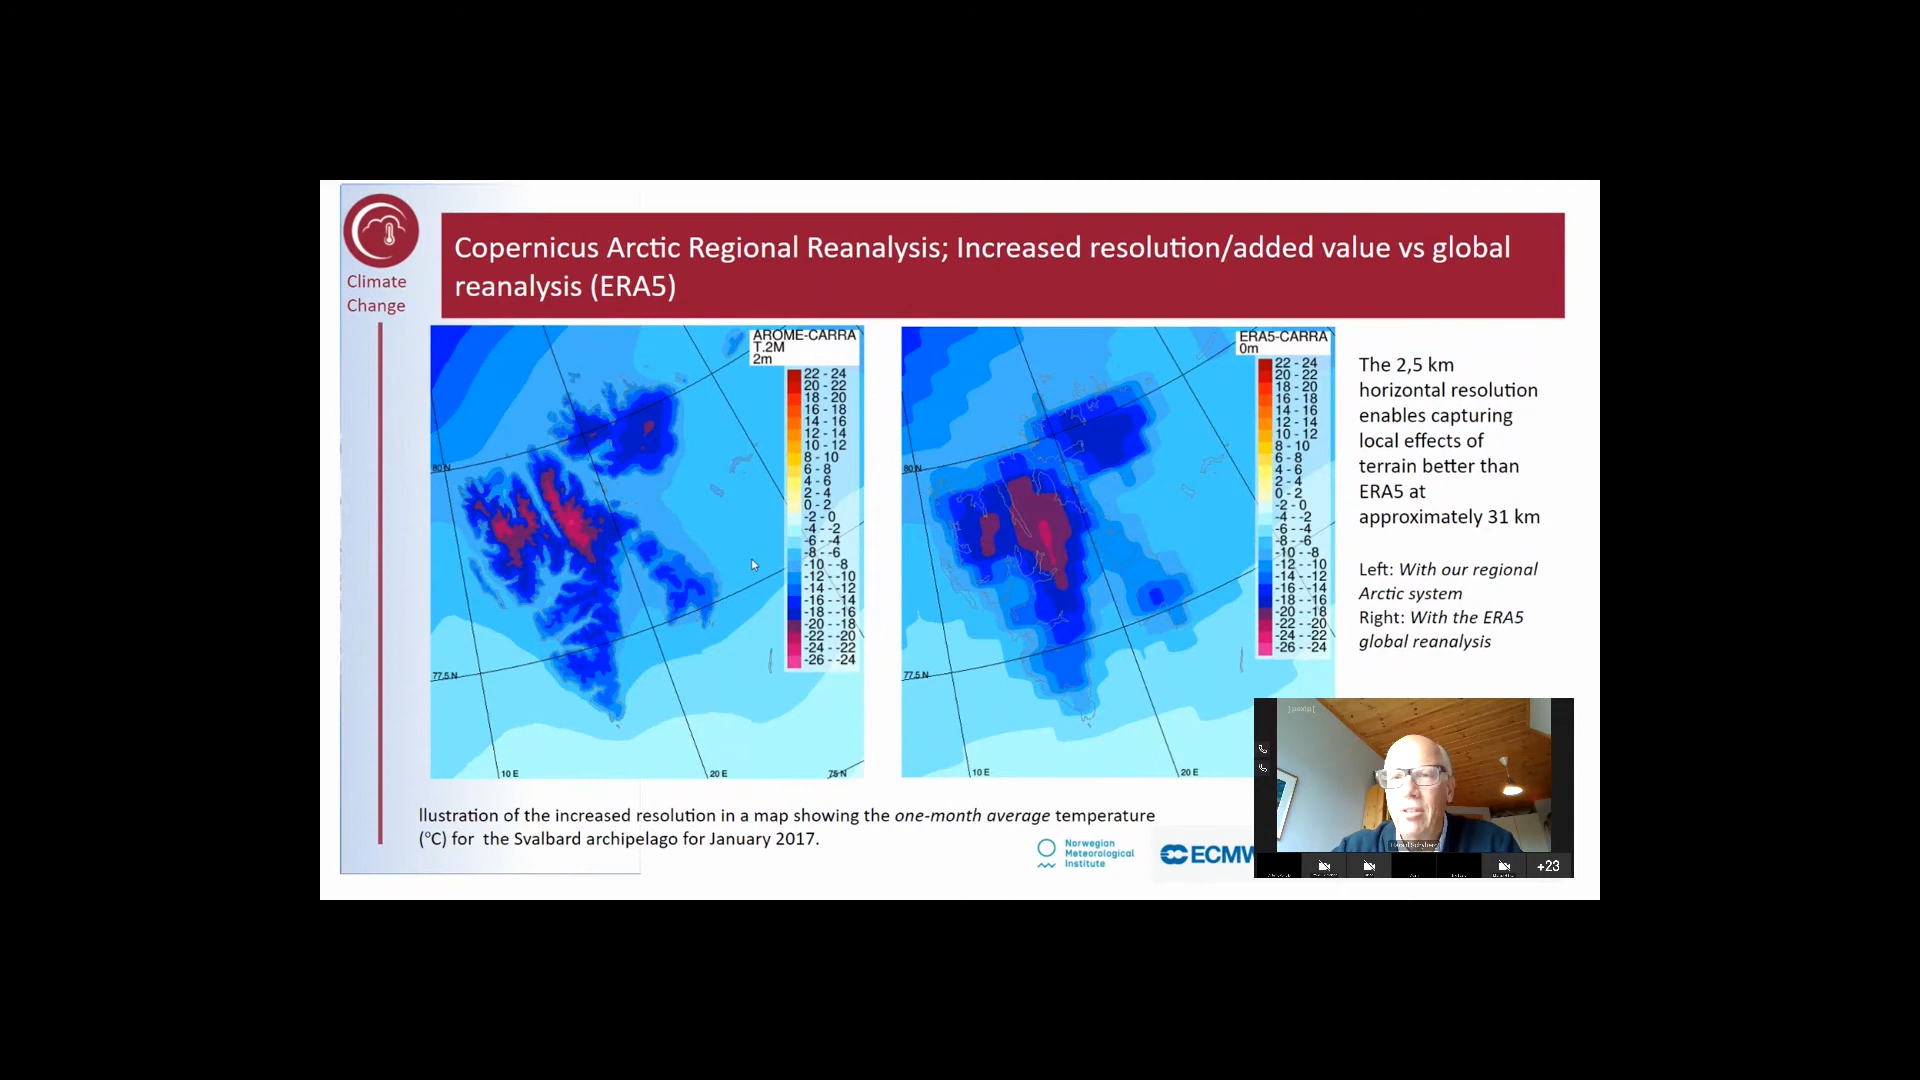 Climate
Change
Copernicus Arctic Regional Reanalysis; Increased resolution/added value vs global
reanalysis (ERA5)
AROME-CARRA
T.2M
2m
22 - 24
20 - 22
18 - 20
16 - 18
14 - 16
12 - 14
10 - 12
8 - 10
6 - 8
4 - 6
2 - 4
0 - 2
-2 - 0
-4 - -2
-6 - -4
-8 - -6
-10 - -8
-12 - -10
-14 - -12
-16 - -14
-18 - -16
-20 - -18
-22 - -20
-24 - -22
-26 - -24
80 N
77.5 N
10 E
20 E
75 N
ERA5-CARRA
0m
22 - 24
20 - 22
18 - 20
16 - 18
14 - 16
12 - 14
10 - 12
8 - 10
6 - 8
4 - 6
2 - 4
0 - 2
-2 - 0
-4 - -2
-6 - -4
-8 - -6
-10 - -8
-12 - -10
-14 - -12
-16 - -14
-18 - -16
-20 - -18
-22 - -20
-24 - -22
-26 - -24
80 N
77.5 N
10 E
20 E
The 2,5 km
horizontal resolution
enables capturing
local effects of
terrain better than
ERA5 at
approximately 31 km
Left: With our regional
Arctic system
Right: With the ERA5
global reanalysis
llustration of the increased resolution in a map showing the one-month average temperature
(°C) for the Svalbard archipelago for January 2017.
Norwegian
Meteorological
Institute
ECMW
]pexip[
+23